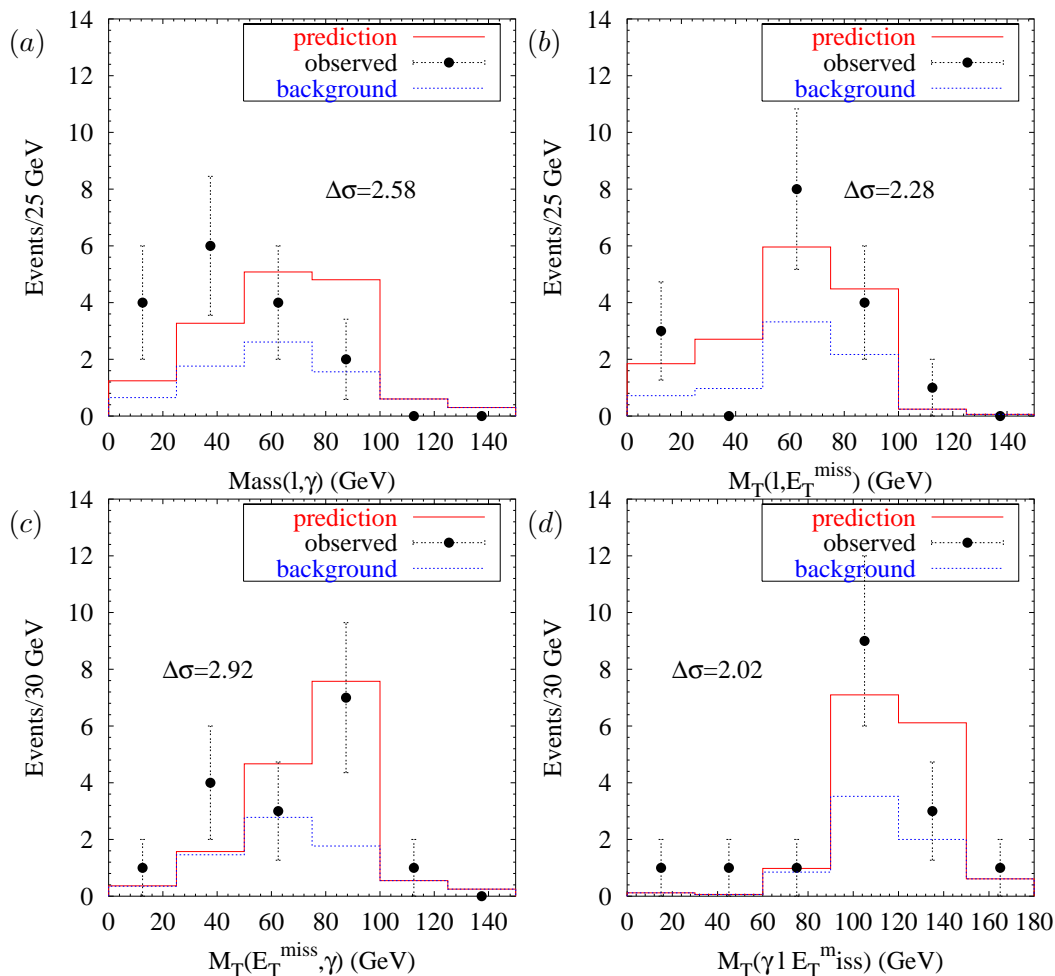 (a)
prediction
observed
background
Δσ=2.58
Events/25 GeV
0 2 4 6 8 10 12 14
0 20 40 60 80 100 120 140
Mass(l,γ) (GeV)
(b)
prediction
observed
background
Δσ=2.28
Events/25 GeV
0 2 4 6 8 10 12 14
0 20 40 60 80 100 120 140
M_T(l,E_T^miss) (GeV)
(c)
prediction
observed
background
Δσ=2.92
Events/30 GeV
0 2 4 6 8 10 12 14
0 20 40 60 80 100 120 140
M_T(E_T^miss,γ) (GeV)
(d)
prediction
observed
background
Δσ=2.02
Events/30 GeV
0 2 4 6 8 10 12 14
0 20 40 60 80 100 120 140 160 180
M_T(γ l E_T^miss) (GeV)